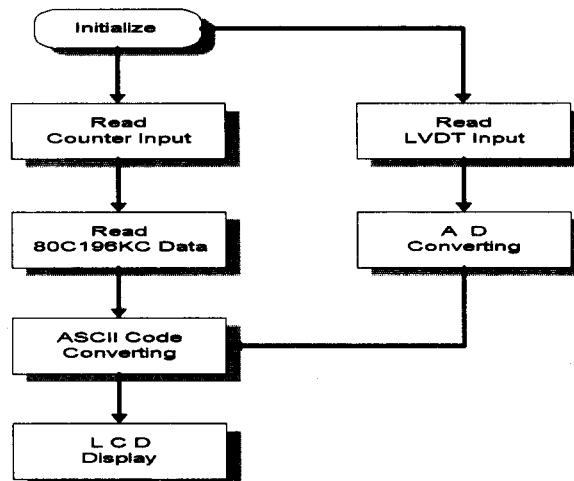 Initialize
Read
Counter Input
Read
LVDT Input
Read
80C196KC Data
A D
Converting
ASCII Code
Converting
L C D
Display